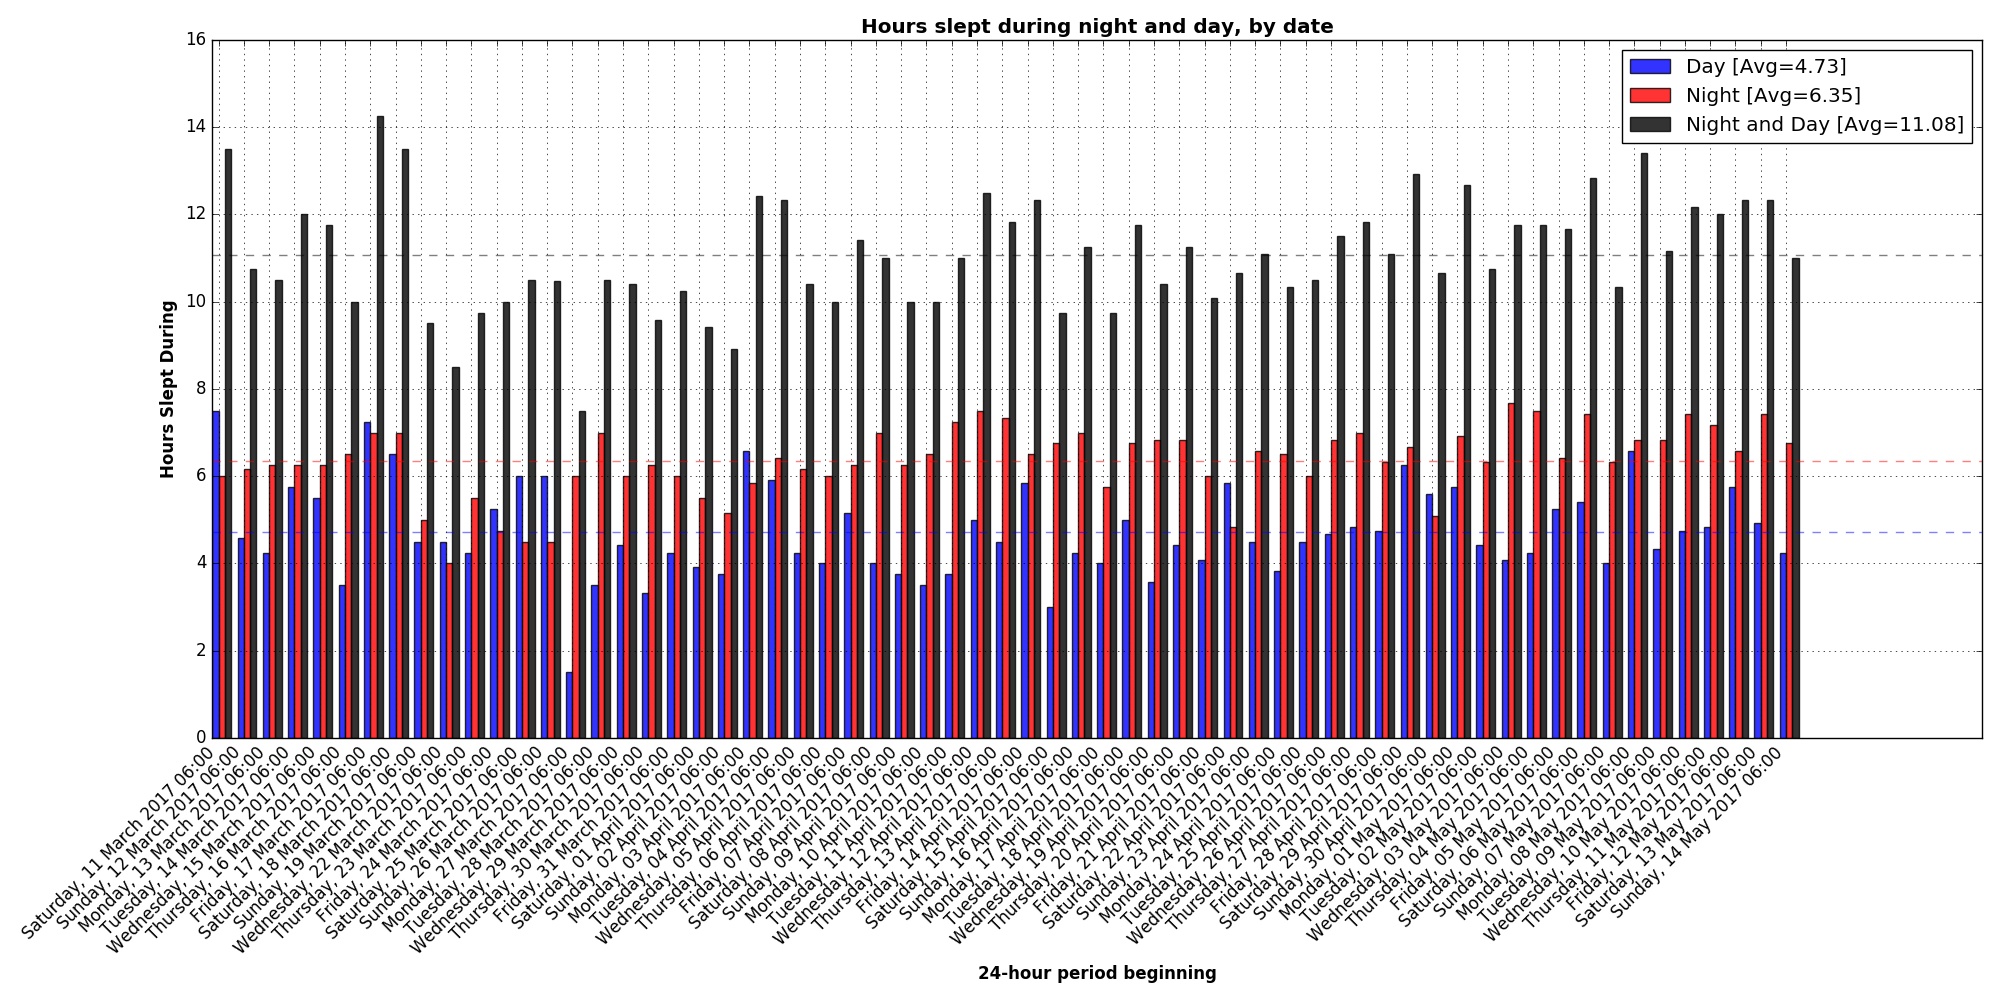 Hours slept during night and day, by date
Day [Avg=4.73]
Night [Avg=6.35]
Night and Day [Avg=11.08]
Hours Slept During
16
14
12
10
8
6
4
2
0
Saturday, 11 March 2017 06:00
Sunday, 12 March 2017 06:00
Monday, 13 March 2017 06:00
Tuesday, 14 March 2017 06:00
Wednesday, 15 March 2017 06:00
Thursday, 16 March 2017 06:00
Friday, 17 March 2017 06:00
Saturday, 18 March 2017 06:00
Sunday, 19 March 2017 06:00
Wednesday, 22 March 2017 06:00
Thursday, 23 March 2017 06:00
Friday, 24 March 2017 06:00
Saturday, 25 March 2017 06:00
Sunday, 26 March 2017 06:00
Monday, 27 March 2017 06:00
Tuesday, 28 March 2017 06:00
Wednesday, 29 March 2017 06:00
Thursday, 30 March 2017 06:00
Friday, 31 March 2017 06:00
Saturday, 01 April 2017 06:00
Sunday, 02 April 2017 06:00
Monday, 03 April 2017 06:00
Tuesday, 04 April 2017 06:00
Wednesday, 05 April 2017 06:00
Thursday, 06 April 2017 06:00
Friday, 07 April 2017 06:00
Saturday, 08 April 2017 06:00
Sunday, 09 April 2017 06:00
Monday, 10 April 2017 06:00
Tuesday, 11 April 2017 06:00
Wednesday, 12 April 2017 06:00
Thursday, 13 April 2017 06:00
Friday, 14 April 2017 06:00
Saturday, 15 April 2017 06:00
Sunday, 16 April 2017 06:00
Monday, 17 April 2017 06:00
Tuesday, 18 April 2017 06:00
Wednesday, 19 April 2017 06:00
Thursday, 20 April 2017 06:00
Friday, 21 April 2017 06:00
Saturday, 22 April 2017 06:00
Sunday, 23 April 2017 06:00
Monday, 24 April 2017 06:00
Tuesday, 25 April 2017 06:00
Wednesday, 26 April 2017 06:00
Thursday, 27 April 2017 06:00
Friday, 28 April 2017 06:00
Saturday, 29 April 2017 06:00
Sunday, 30 April 2017 06:00
Monday, 01 May 2017 06:00
Tuesday, 02 May 2017 06:00
Wednesday, 03 May 2017 06:00
Thursday, 04 May 2017 06:00
Friday, 05 May 2017 06:00
Saturday, 06 May 2017 06:00
Sunday, 07 May 2017 06:00
Monday, 08 May 2017 06:00
Tuesday, 09 May 2017 06:00
Wednesday, 10 May 2017 06:00
Thursday, 11 May 2017 06:00
Friday, 12 May 2017 06:00
Saturday, 13 May 2017 06:00
Sunday, 14 May 2017 06:00
24-hour period beginning